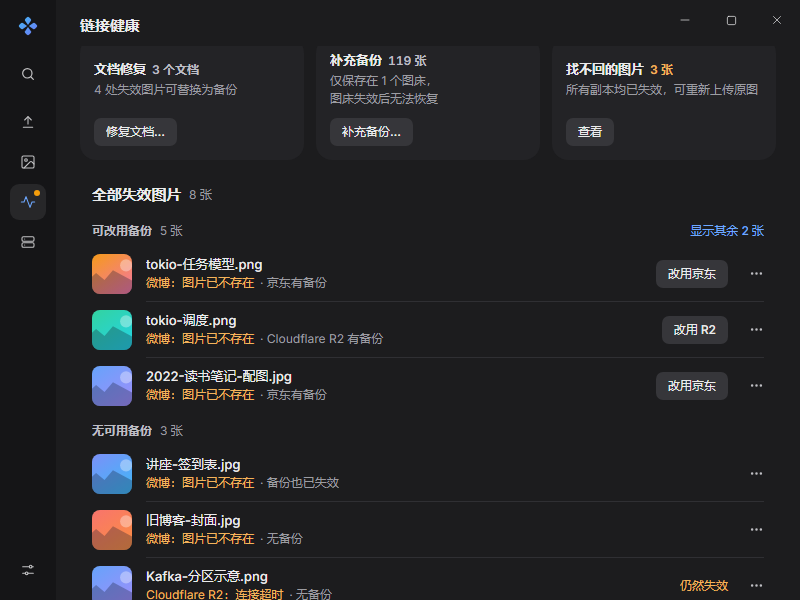 链接健康
文档修复 3 个文档
4 处失效图片可替换为备份
修复文档...
补充备份 119 张
仅保存在 1 个图床，
图床失效后无法恢复
补充备份...
找不回的图片 3 张
所有副本均已失效，可重新上传原图
查看
全部失效图片 8 张
可改用备份 5 张
显示其余 2 张
tokio-任务模型.png
微博：图片已不存在 · 京东有备份
改用京东
tokio-调度.png
微博：图片已不存在 · Cloudflare R2 有备份
改用 R2
2022-读书笔记-配图.jpg
微博：图片已不存在 · 京东有备份
改用京东
无可用备份 3 张
讲座-签到表.jpg
微博：图片已不存在 · 备份也已失效
旧博客-封面.jpg
微博：图片已不存在 · 无备份
Kafka-分区示意.png
Cloudflare R2：连接超时 · 无备份
仍然失效